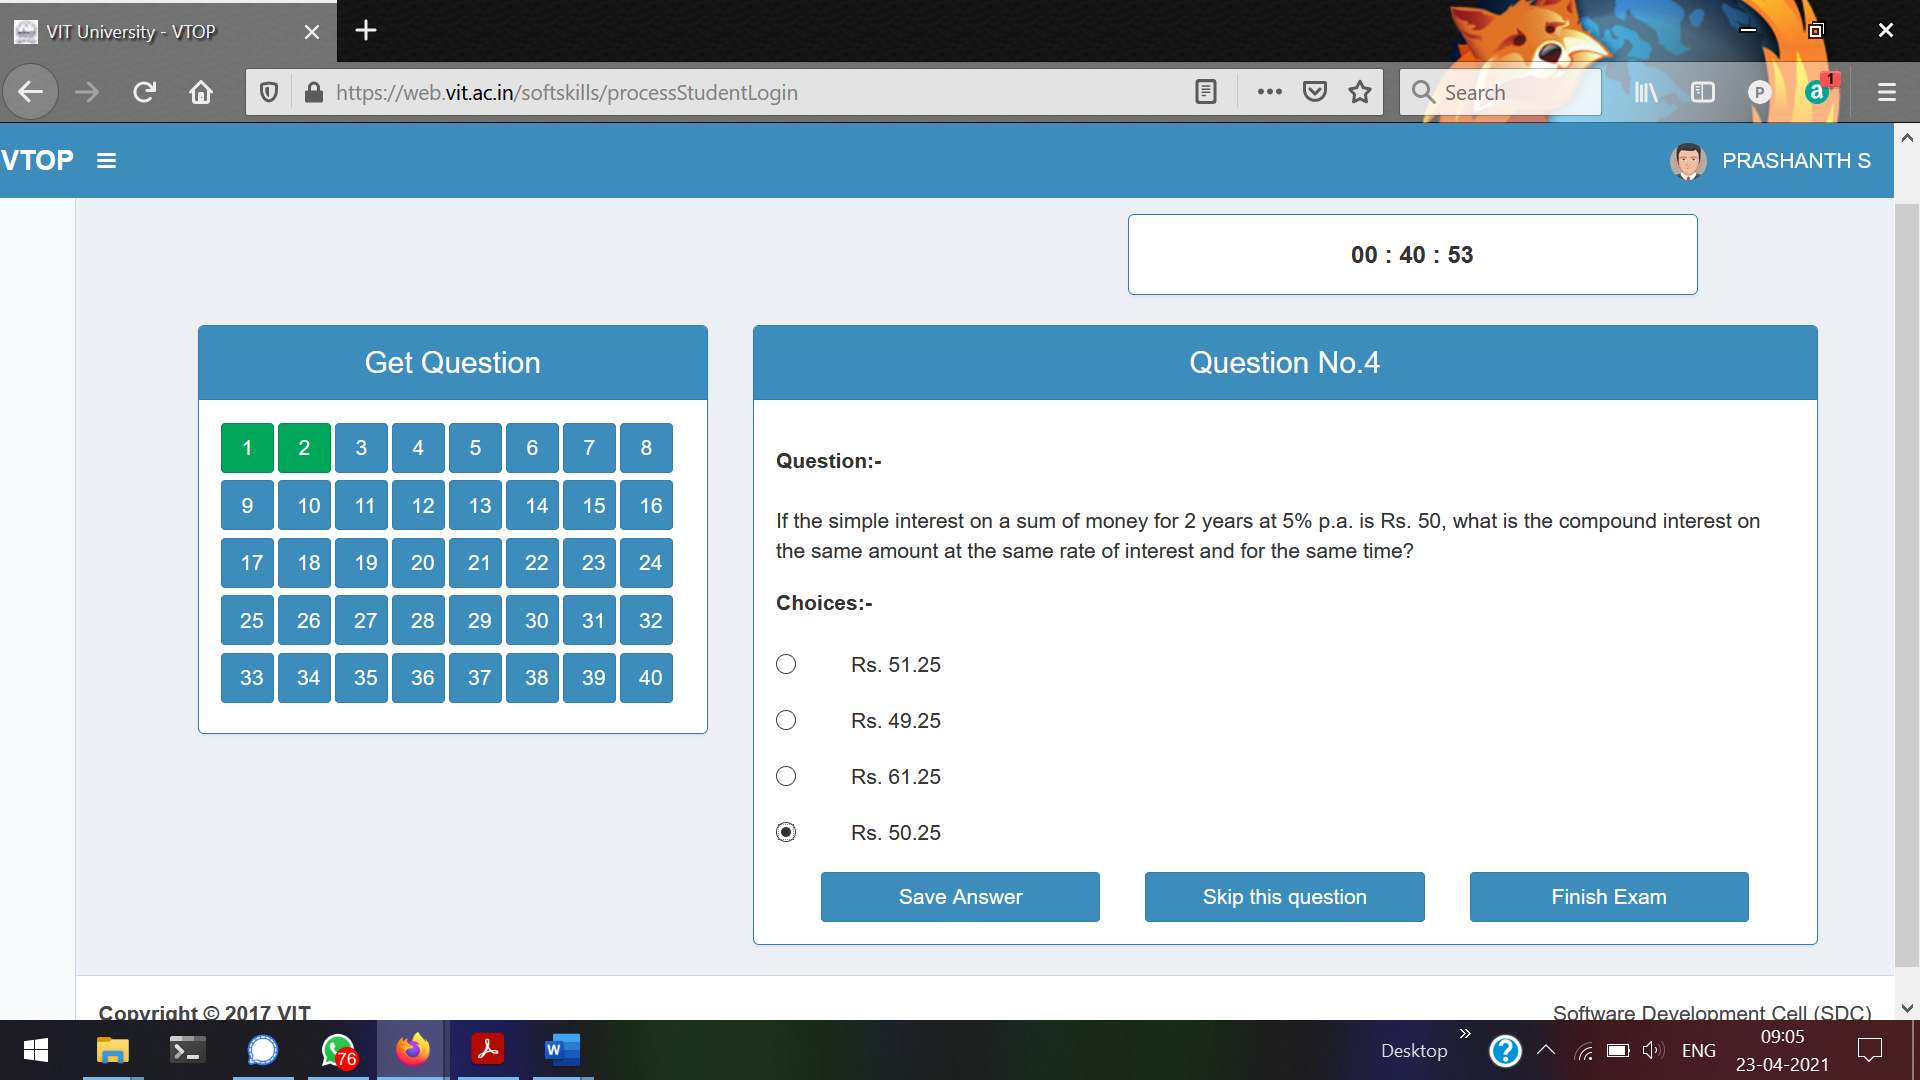 VIT University - VTOP
https://web.vit.ac.in/softskills/processStudentLogin
Search
P
a
1
VTOP
PRASHANTH S
00 : 40 : 53
Get Question
1 2 3 4 5 6 7 8
9 10 11 12 13 14 15 16
17 18 19 20 21 22 23 24
25 26 27 28 29 30 31 32
33 34 35 36 37 38 39 40
Question No.4
Question:-
If the simple interest on a sum of money for 2 years at 5% p.a. is Rs. 50, what is the compound interest on
the same amount at the same rate of interest and for the same time?
Choices:-
Rs. 51.25
Rs. 49.25
Rs. 61.25
Rs. 50.25
Save Answer
Skip this question
Finish Exam
Copyright © 2017 VIT
Software Development Cell (SDC)
76
W
Desktop
ENG
09:05
23-04-2021